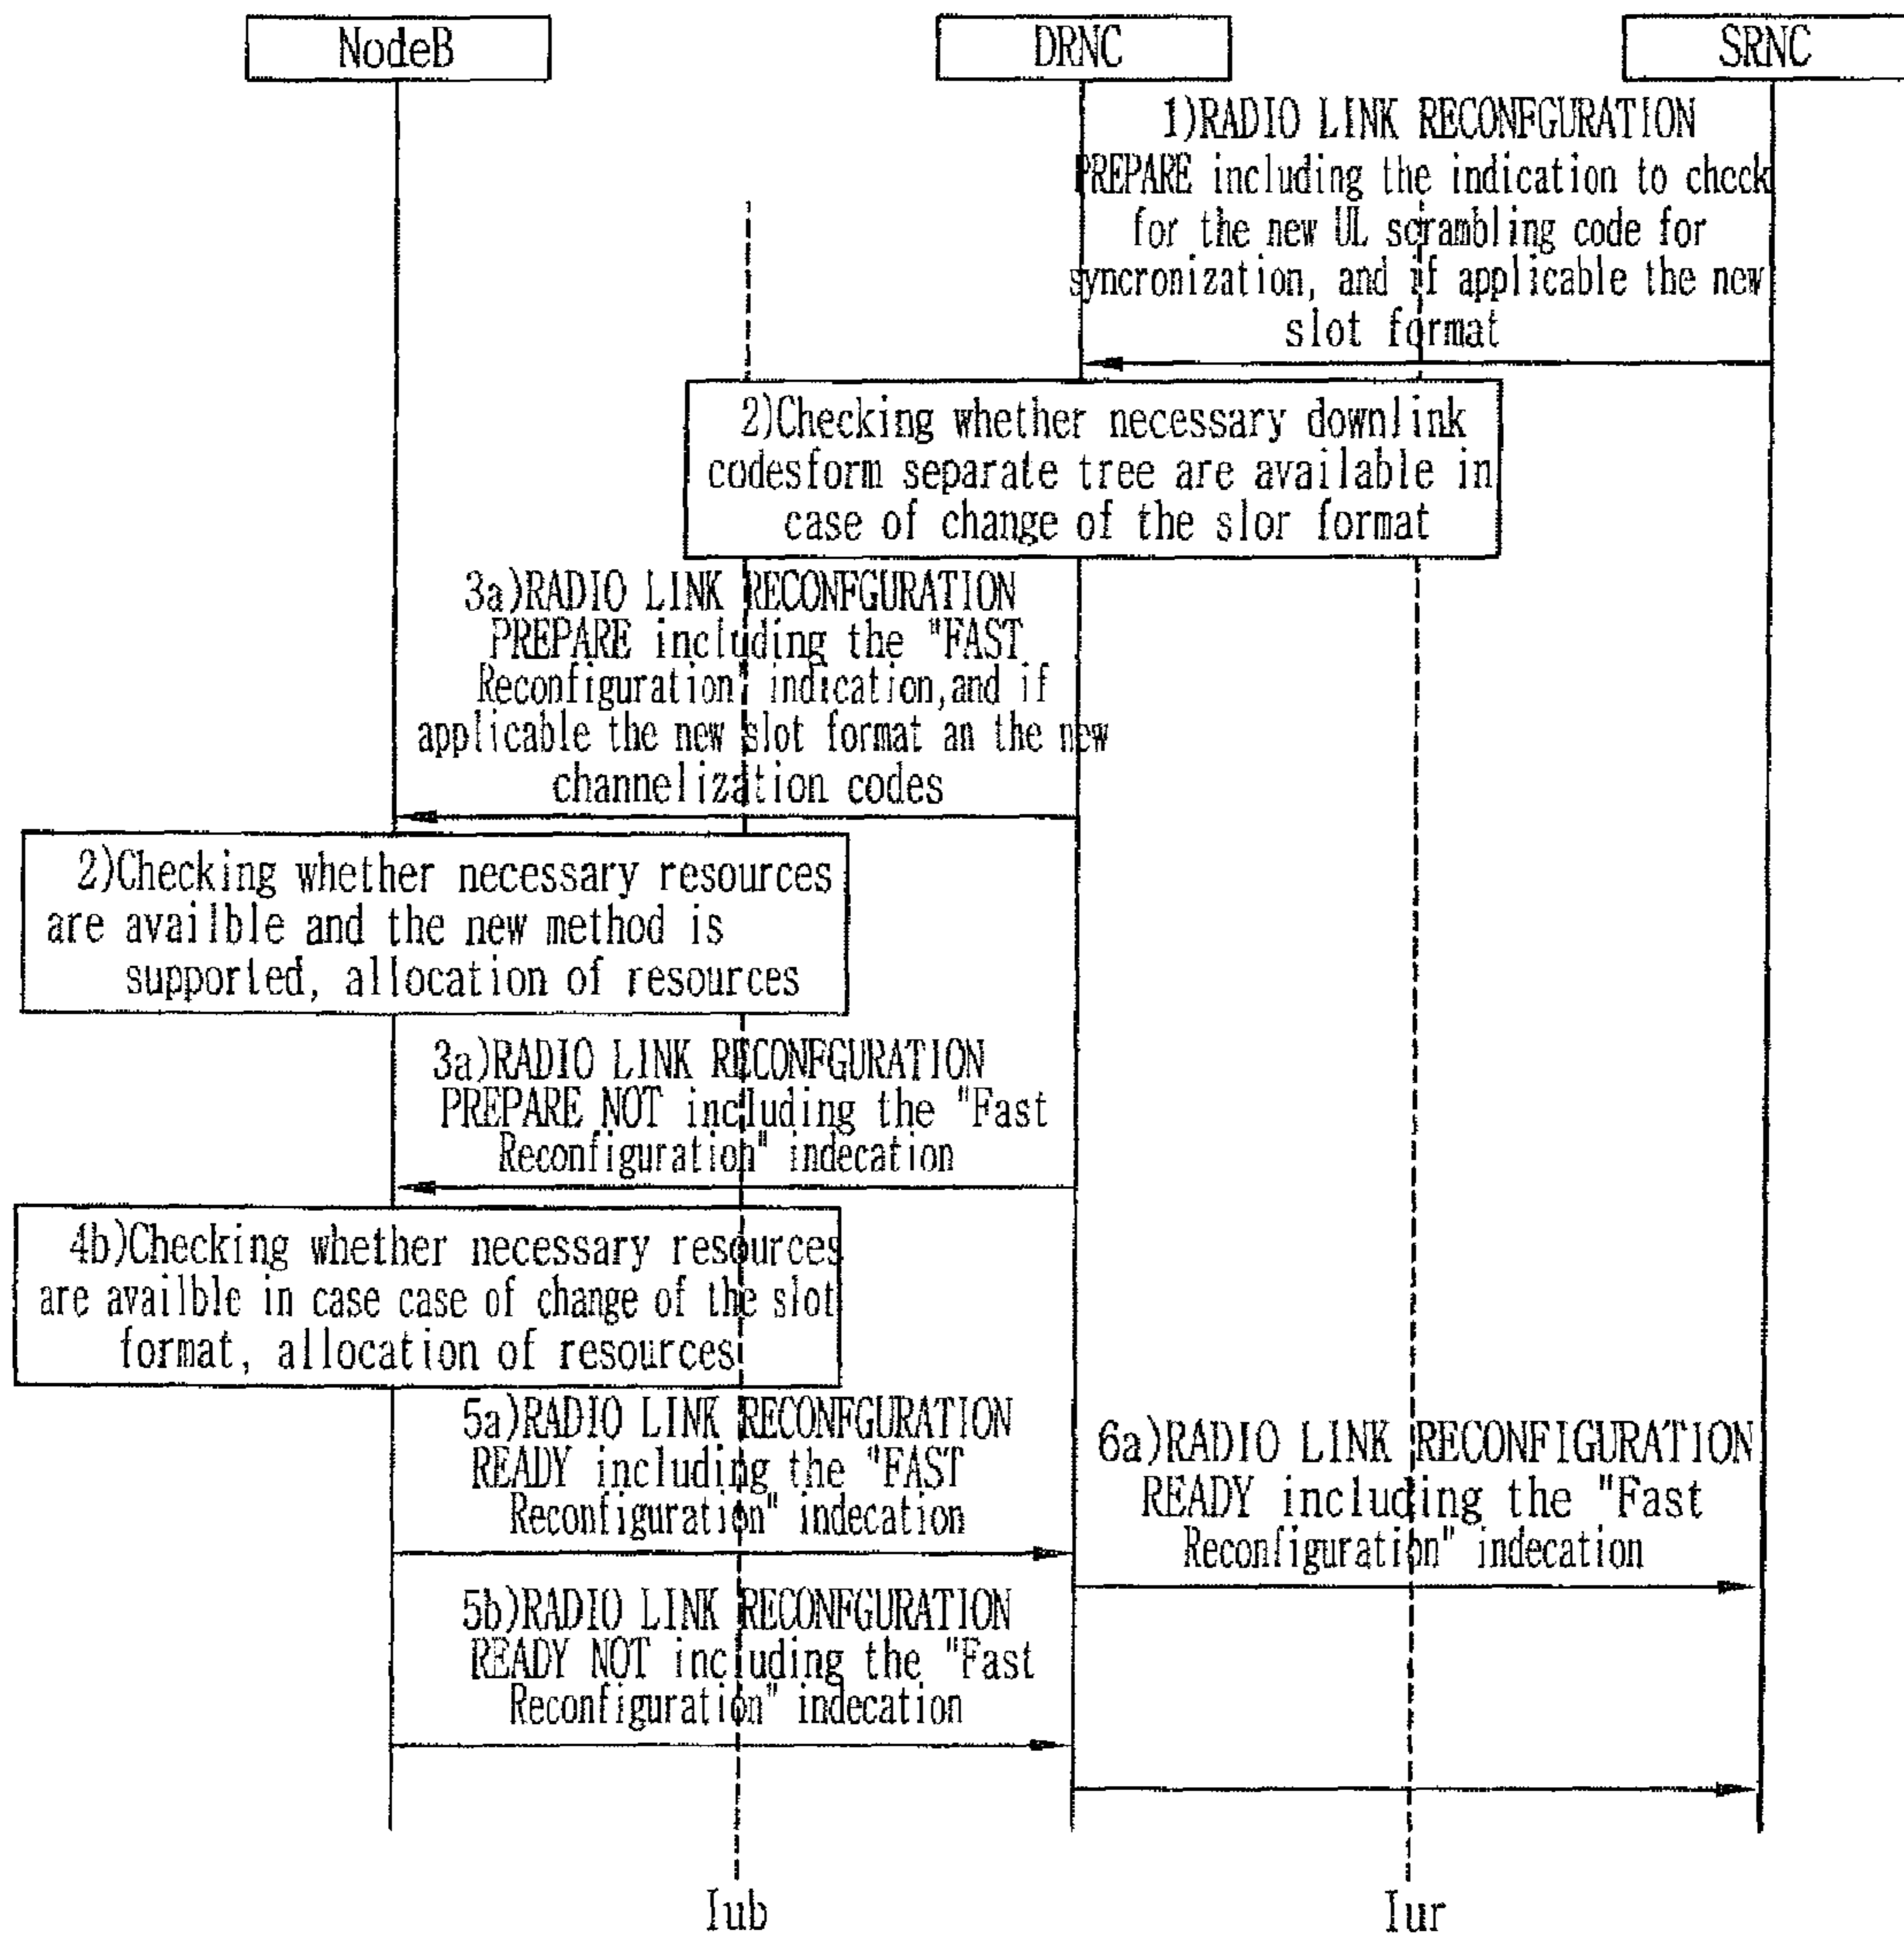 NodeB
DRNC
SRNC
1)RADIO LINK RECONFGURATION
PREPARE including the indication to check
for the new UL scrambling code for
syncronization, and if applicable the new
slot format
2)Checking whether necessary downlink
codesform separate tree are available in
case of change of the slor format
3a)RADIO LINK RECONFGURATION
PREPARE including the "FAST
Reconfiguration" indication,and if
applicable the new slot format an the new
channelization codes
2)Checking whether necessary resources
are availble and the new method is
supported, allocation of resources
3a)RADIO LINK RECONFGURATION
PREPARE NOT including the "Fast
Reconfiguration" indecation
4b)Checking whether necessary resources
are availble in case case of change of the slot
format, allocation of resources
5a)RADIO LINK RECONFGURATION
READY including the "FAST
Reconfiguration" indecation
6a)RADIO LINK RECONFIGURATION
READY including the "Fast
Reconfiguration" indecation
5b)RADIO LINK RECONFGURATION
READY NOT including the "Fast
Reconfiguration" indecation
Iub
Iur